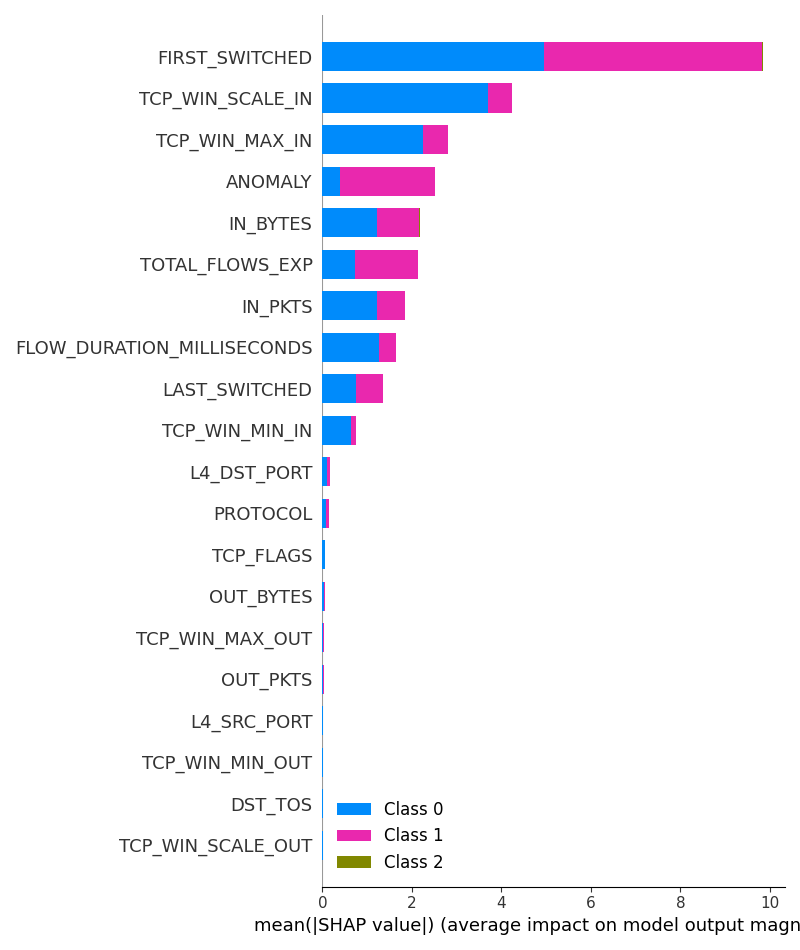 FIRST_SWITCHED
TCP_WIN_SCALE_IN
TCP_WIN_MAX_IN
ANOMALY
IN_BYTES
TOTAL_FLOWS_EXP
IN_PKTS
FLOW_DURATION_MILLISECONDS
LAST_SWITCHED
TCP_WIN_MIN_IN
L4_DST_PORT
PROTOCOL
TCP_FLAGS
OUT_BYTES
TCP_WIN_MAX_OUT
OUT_PKTS
L4_SRC_PORT
TCP_WIN_MIN_OUT
DST_TOS
TCP_WIN_SCALE_OUT
Class 0
Class 1
Class 2
0 2 4 6 8 10
mean(|SHAP value|) (average impact on model output magn